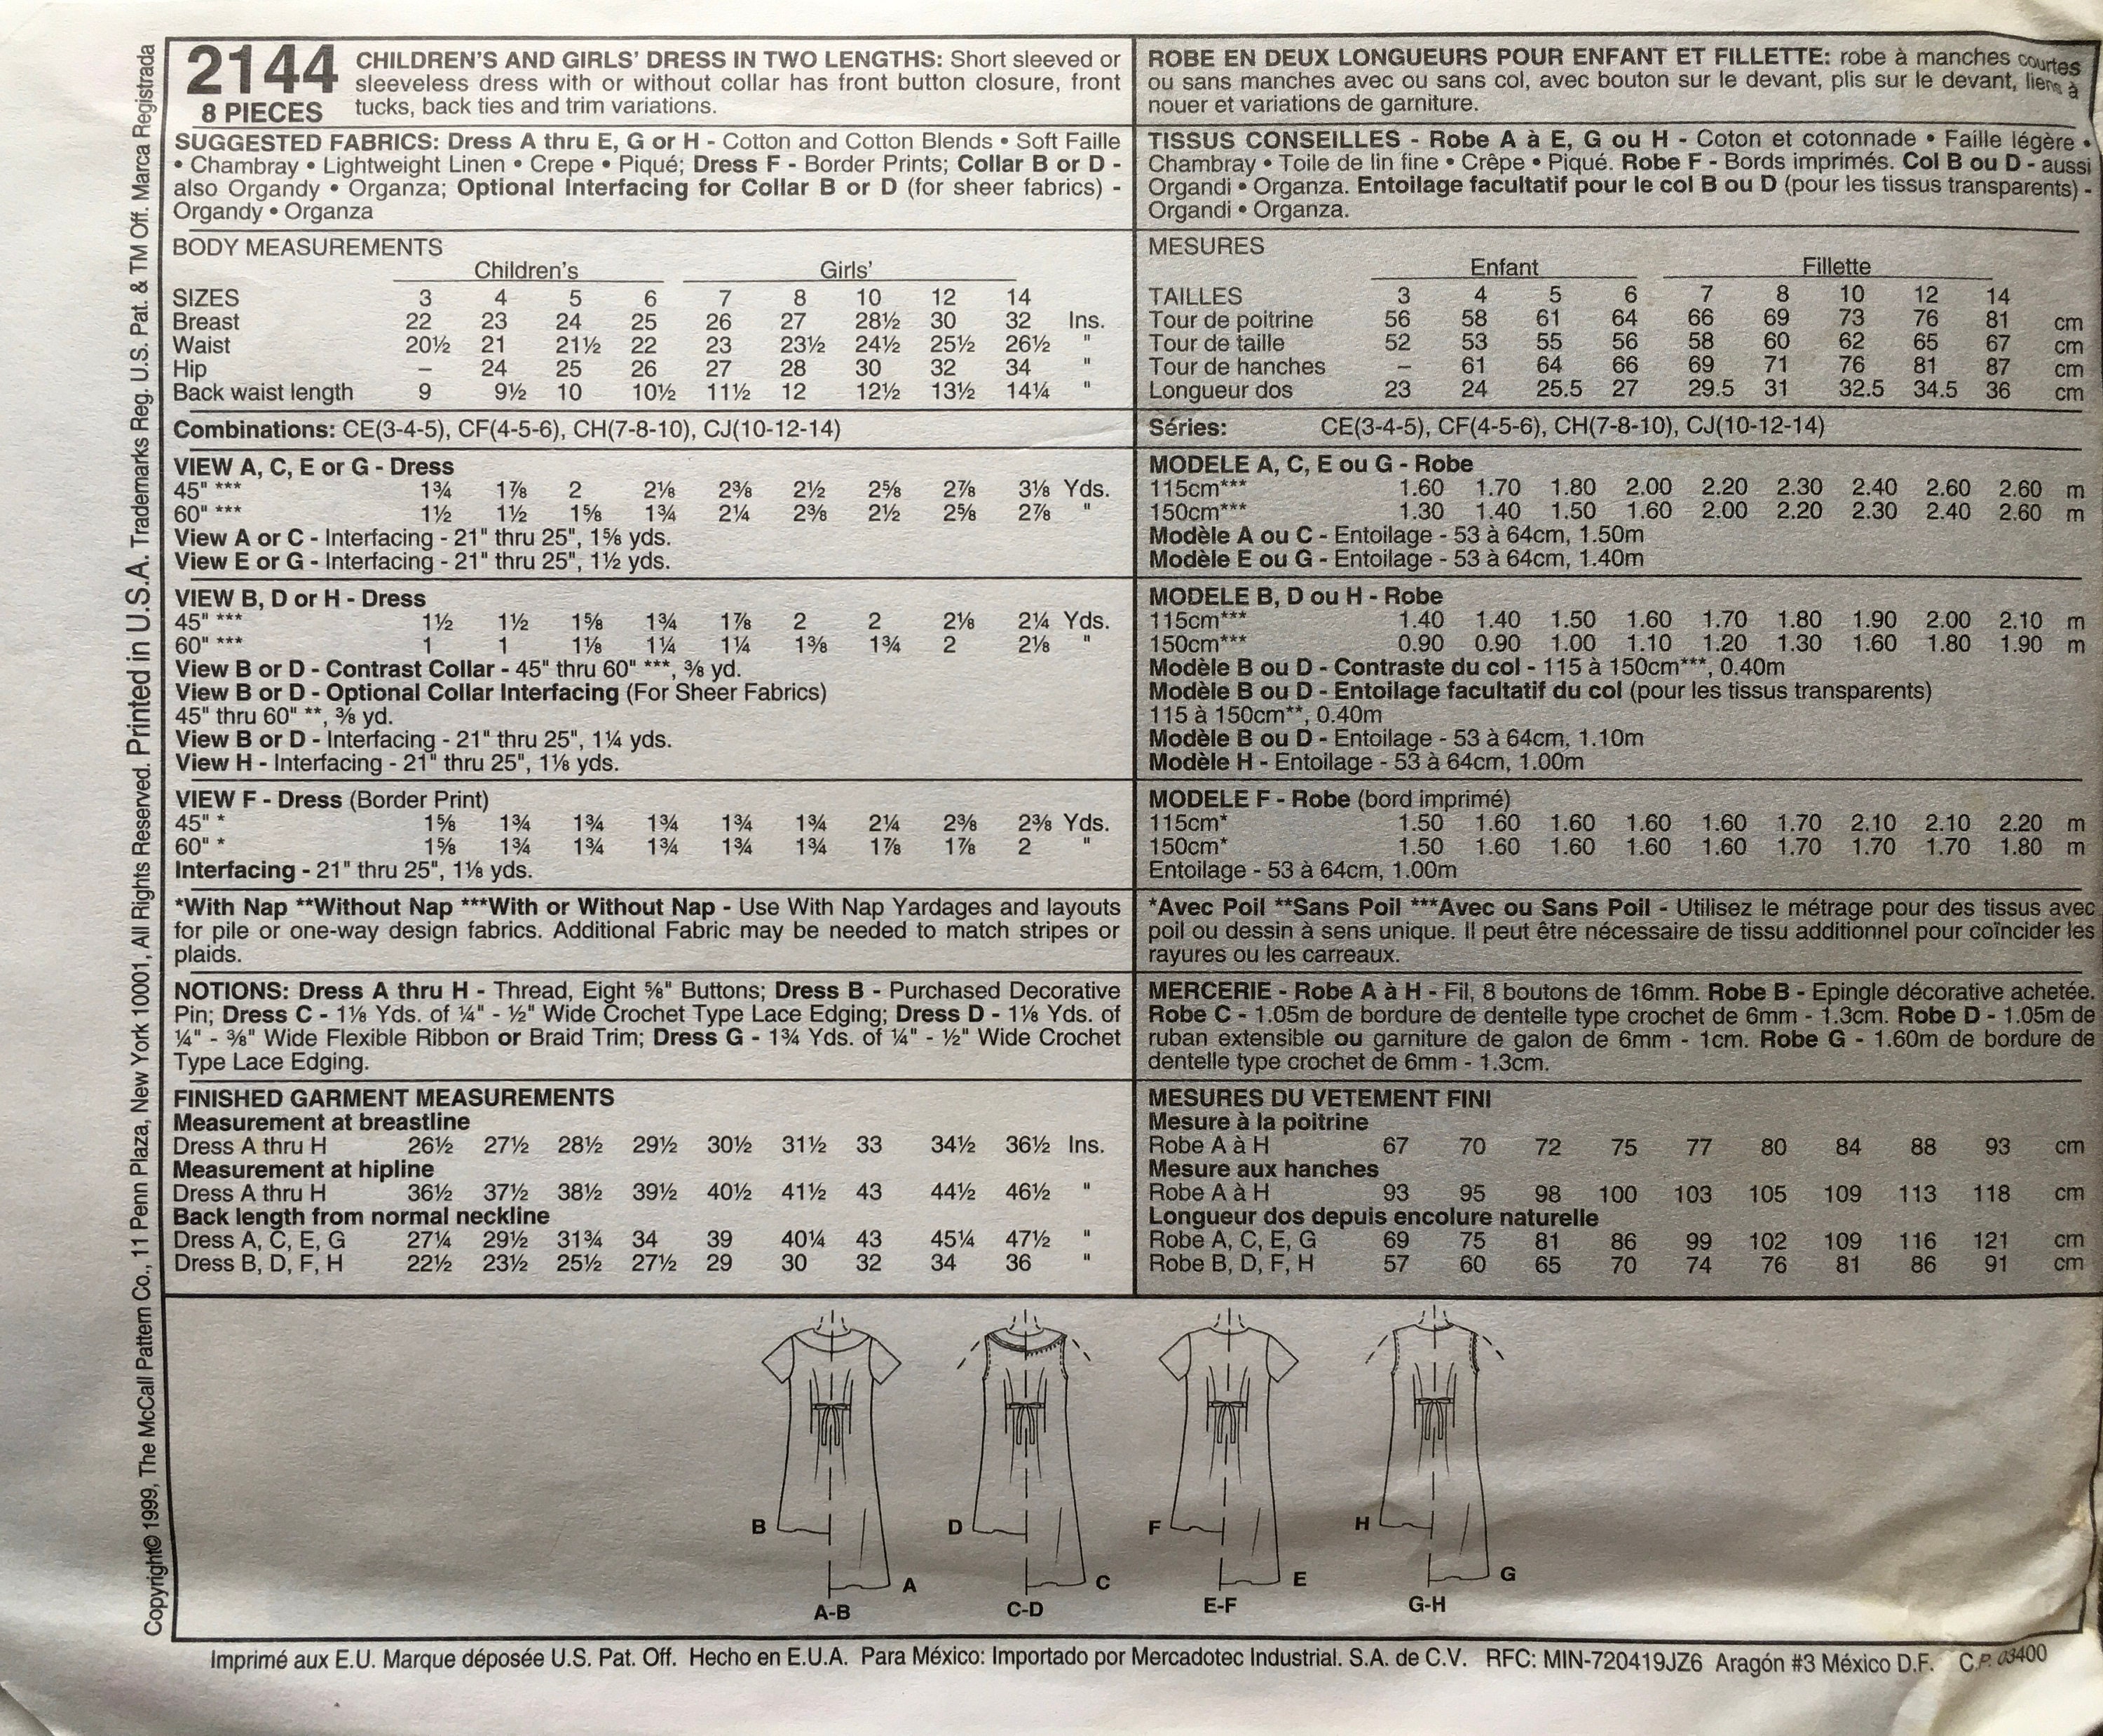 2144
8 PIECES
CHILDREN'S AND GIRLS' DRESS IN TWO LENGTHS: Short sleeved or
sleeveless dress with or without collar has front button closure, front
tucks, back ties and trim variations.
SUGGESTED FABRICS: Dress A thru E, G or H - Cotton and Cotton Blends • Soft Faille
• Chambray • Lightweight Linen • Crepe • Piqué; Dress F - Border Prints; Collar B or D -
also Organdy • Organza; Optional Interfacing for Collar B or D (for sheer fabrics) -
Organdy • Organza
BODY MEASUREMENTS
Children's Girls'
SIZES 3 4 5 6 7 8 10 12 14
Breast 22 23 24 25 26 27 28½ 30 32 Ins.
Waist 20½ 21 21½ 22 23 23½ 24½ 25½ 26½ "
Hip – 24 25 26 27 28 30 32 34 "
Back waist length 9 9½ 10 10½ 11½ 12 12½ 13½ 14¼ "
Combinations: CE(3-4-5), CF(4-5-6), CH(7-8-10), CJ(10-12-14)
VIEW A, C, E or G - Dress
45" *** 1¾ 1⅞ 2 2⅛ 2⅜ 2½ 2⅝ 2⅞ 3⅛ Yds.
60" *** 1½ 1½ 1⅝ 1¾ 2¼ 2⅜ 2½ 2⅝ 2⅞ "
View A or C - Interfacing - 21" thru 25", 1⅝ yds.
View E or G - Interfacing - 21" thru 25", 1½ yds.
VIEW B, D or H - Dress
45" *** 1½ 1½ 1⅝ 1¾ 1⅞ 2 2 2⅛ 2¼ Yds.
60" *** 1 1 1⅛ 1¼ 1¼ 1⅜ 1¾ 2 2⅛ "
View B or D - Contrast Collar - 45" thru 60" ***, ⅜ yd.
View B or D - Optional Collar Interfacing (For Sheer Fabrics)
45" thru 60" **, ⅜ yd.
View B or D - Interfacing - 21" thru 25", 1¼ yds.
View H - Interfacing - 21" thru 25", 1⅛ yds.
VIEW F - Dress (Border Print)
45" * 1⅝ 1¾ 1¾ 1¾ 1¾ 1¾ 2¼ 2⅜ 2⅜ Yds.
60" * 1⅝ 1¾ 1¾ 1¾ 1¾ 1¾ 1⅞ 1⅞ 2 "
Interfacing - 21" thru 25", 1⅛ yds.
*With Nap **Without Nap ***With or Without Nap - Use With Nap Yardages and layouts
for pile or one-way design fabrics. Additional Fabric may be needed to match stripes or
plaids.
NOTIONS: Dress A thru H - Thread, Eight ⅝" Buttons; Dress B - Purchased Decorative
Pin; Dress C - 1⅛ Yds. of ¼" - ½" Wide Crochet Type Lace Edging; Dress D - 1⅛ Yds. of
¼" - ⅜" Wide Flexible Ribbon or Braid Trim; Dress G - 1¾ Yds. of ¼" - ½" Wide Crochet
Type Lace Edging.
FINISHED GARMENT MEASUREMENTS
Measurement at breastline
Dress A thru H 26½ 27½ 28½ 29½ 30½ 31½ 33 34½ 36½ Ins.
Measurement at hipline
Dress A thru H 36½ 37½ 38½ 39½ 40½ 41½ 43 44½ 46½ "
Back length from normal neckline
Dress A, C, E, G 27¼ 29½ 31¾ 34 39 40¼ 43 45¼ 47½ "
Dress B, D, F, H 22½ 23½ 25½ 27½ 29 30 32 34 36 "
ROBE EN DEUX LONGUEURS POUR ENFANT ET FILLETTE: robe à manches courtes
ou sans manches avec ou sans col, avec bouton sur le devant, plis sur le devant, liens à
nouer et variations de garniture.
TISSUS CONSEILLES - Robe A à E, G ou H - Coton et cotonnade • Faille légère •
Chambray • Toile de lin fine • Crêpe • Piqué. Robe F - Bords imprimés. Col B ou D - aussi
Organdi • Organza. Entoilage facultatif pour le col B ou D (pour les tissus transparents) -
Organdi • Organza.
MESURES
Enfant Fillette
TAILLES 3 4 5 6 7 8 10 12 14
Tour de poitrine 56 58 61 64 66 69 73 76 81 cm
Tour de taille 52 53 55 56 58 60 62 65 67 cm
Tour de hanches – 61 64 66 69 71 76 81 87 cm
Longueur dos 23 24 25.5 27 29.5 31 32.5 34.5 36 cm
Séries: CE(3-4-5), CF(4-5-6), CH(7-8-10), CJ(10-12-14)
MODELE A, C, E ou G - Robe
115cm*** 1.60 1.70 1.80 2.00 2.20 2.30 2.40 2.60 2.60 m
150cm*** 1.30 1.40 1.50 1.60 2.00 2.20 2.30 2.40 2.60 m
Modèle A ou C - Entoilage - 53 à 64cm, 1.50m
Modèle E ou G - Entoilage - 53 à 64cm, 1.40m
MODELE B, D ou H - Robe
115cm*** 1.40 1.40 1.50 1.60 1.70 1.80 1.90 2.00 2.10 m
150cm*** 0.90 0.90 1.00 1.10 1.20 1.30 1.60 1.80 1.90 m
Modèle B ou D - Contraste du col - 115 à 150cm***, 0.40m
Modèle B ou D - Entoilage facultatif du col (pour les tissus transparents)
115 à 150cm**, 0.40m
Modèle B ou D - Entoilage - 53 à 64cm, 1.10m
Modèle H - Entoilage - 53 à 64cm, 1.00m
MODELE F - Robe (bord imprimé)
115cm* 1.50 1.60 1.60 1.60 1.60 1.70 2.10 2.10 2.20 m
150cm* 1.50 1.60 1.60 1.60 1.60 1.70 1.70 1.70 1.80 m
Entoilage - 53 à 64cm, 1.00m
*Avec Poil **Sans Poil ***Avec ou Sans Poil - Utilisez le métrage pour des tissus avec
poil ou dessin à sens unique. Il peut être nécessaire de tissu additionnel pour coïncider les
rayures ou les carreaux.
MERCERIE - Robe A à H - Fil, 8 boutons de 16mm. Robe B - Epingle décorative achetée.
Robe C - 1.05m de bordure de dentelle type crochet de 6mm - 1.3cm. Robe D - 1.05m de
ruban extensible ou garniture de galon de 6mm - 1cm. Robe G - 1.60m de bordure de
dentelle type crochet de 6mm - 1.3cm.
MESURES DU VETEMENT FINI
Mesure à la poitrine
Robe A à H 67 70 72 75 77 80 84 88 93 cm
Mesure aux hanches
Robe A à H 93 95 98 100 103 105 109 113 118 cm
Longueur dos depuis encolure naturelle
Robe A, C, E, G 69 75 81 86 99 102 109 116 121 cm
Robe B, D, F, H 57 60 65 70 74 76 81 86 91 cm
B A
A-B
D C
C-D
F E
E-F
H G
G-H
Copyright© 1999, The McCall Pattern Co., 11 Penn Plaza, New York 10001, All Rights Reserved. Printed in U.S.A. Trademarks Reg. U.S. Pat. & TM Off. Marca Registrada
Imprimé aux E.U. Marque déposée U.S. Pat. Off. Hecho en E.U.A. Para México: Importado por Mercadotec Industrial. S.A. de C.V. RFC: MIN-720419JZ6 Aragón #3 México D.F. C.P. 03400